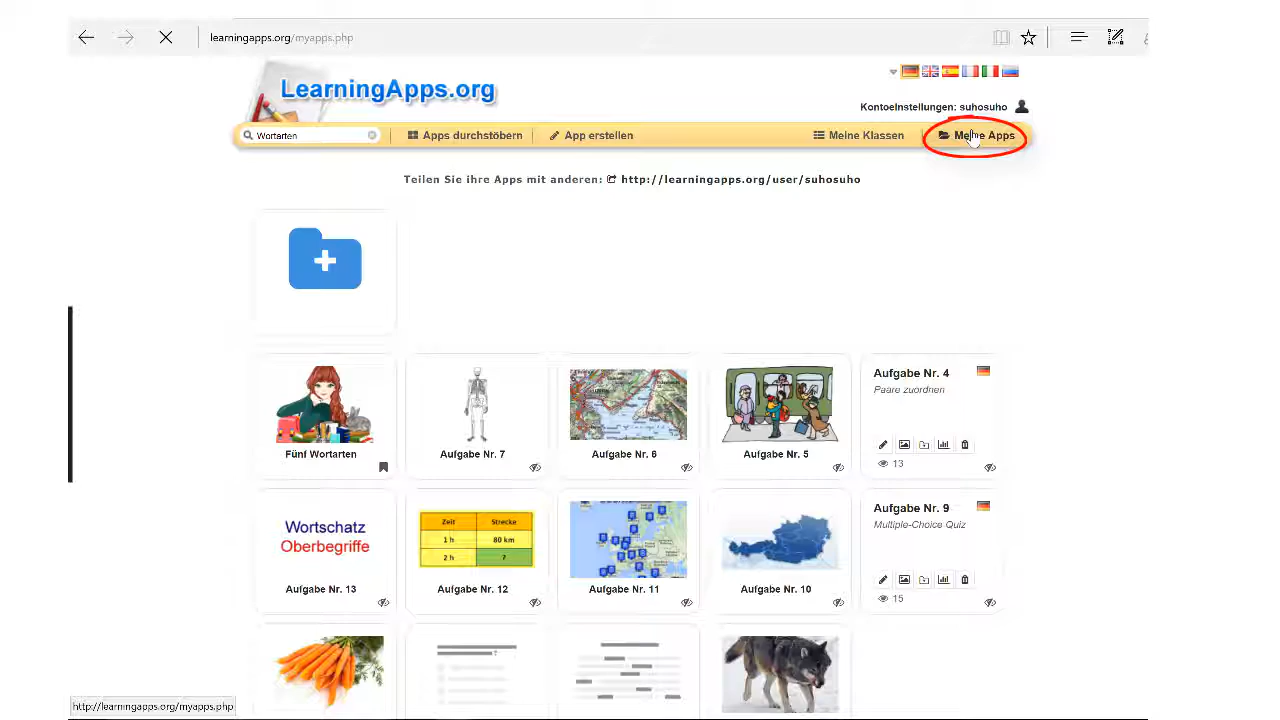 learningapps.org/myapps.php
LearningApps.org
Kontoeinstellungen: suhosuho
Wortarten
Apps durchstöbern
App erstellen
Meine Klassen
Meine Apps
Teilen Sie ihre Apps mit anderen: http://learningapps.org/user/suhosuho
Fünf Wortarten
Aufgabe Nr. 7
Aufgabe Nr. 6
Aufgabe Nr. 5
Aufgabe Nr. 4
Paare zuordnen
13
Wortschatz
Oberbegriffe
Aufgabe Nr. 13
Zeit Strecke
1 h 80 km
2 h ?
Aufgabe Nr. 12
Aufgabe Nr. 11
Aufgabe Nr. 10
Aufgabe Nr. 9
Multiple-Choice Quiz
15
http://learningapps.org/myapps.php